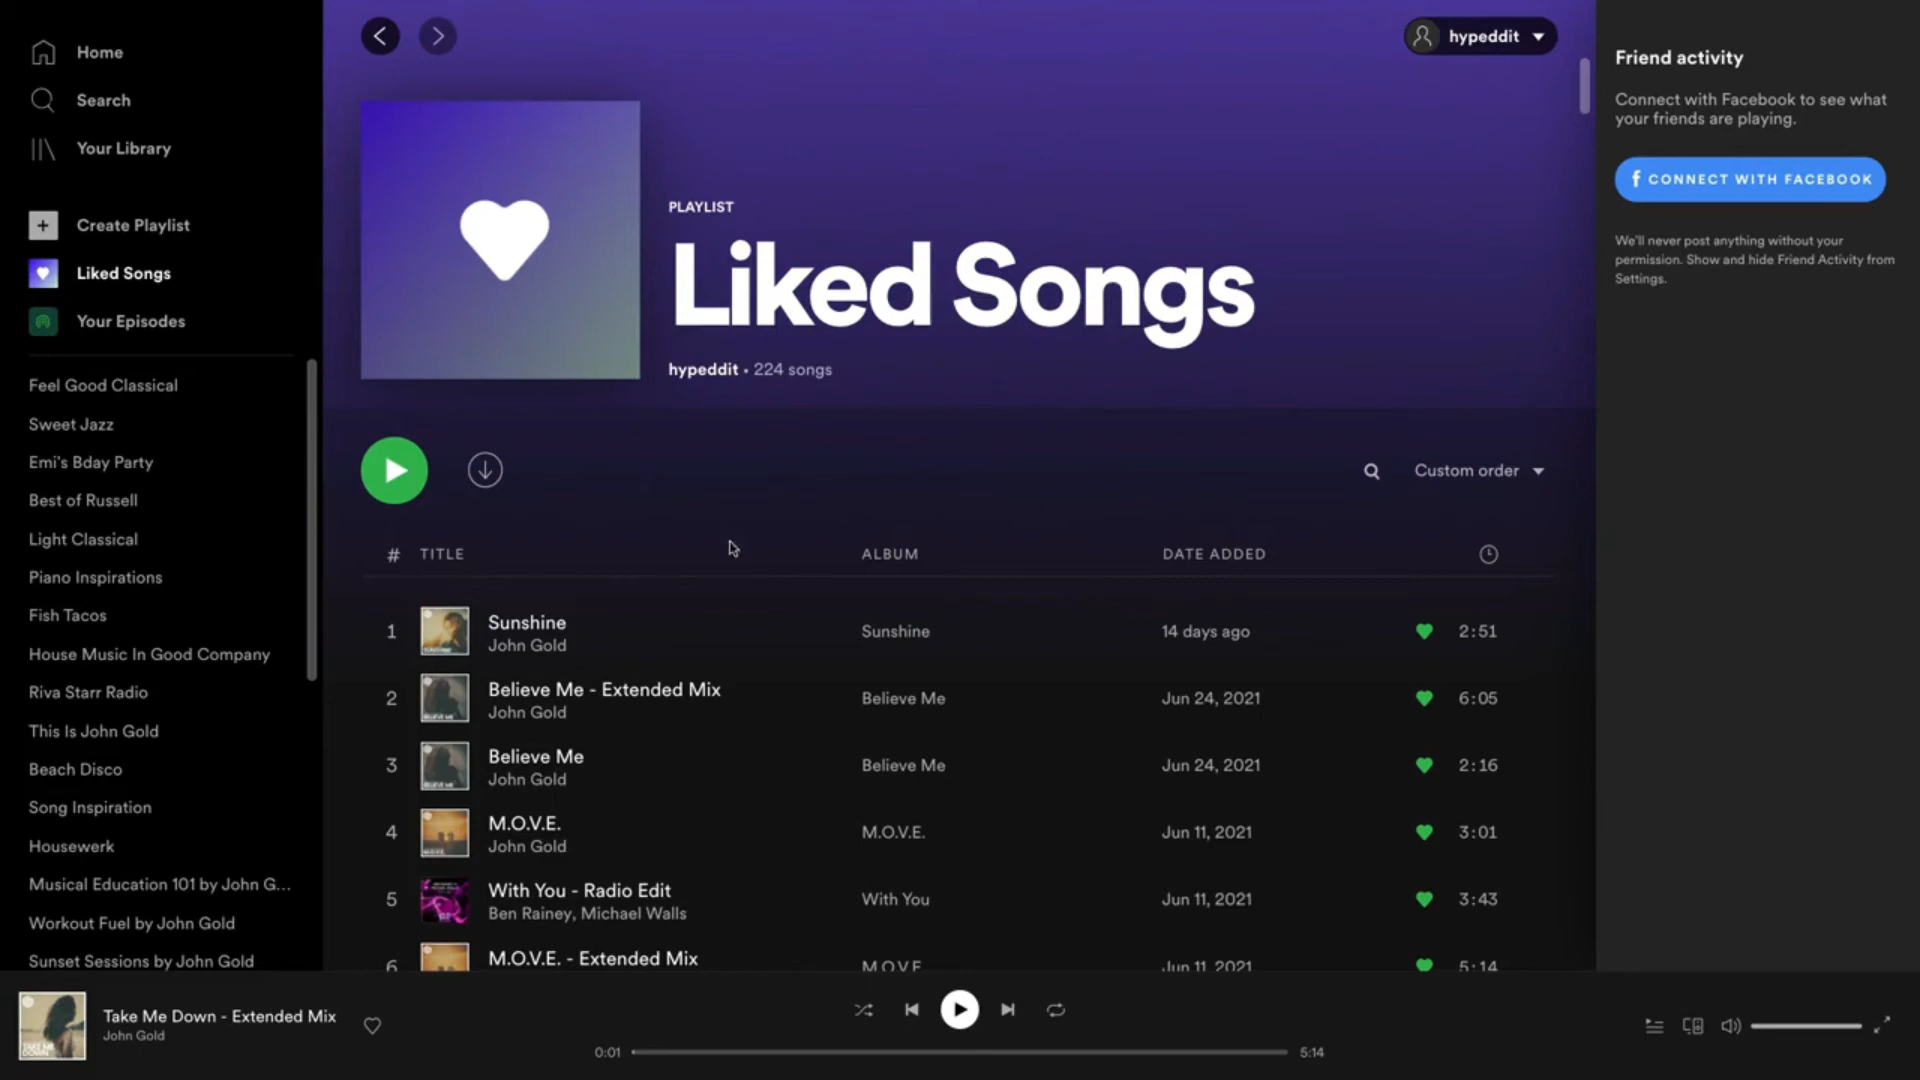 Home
Search
Your Library
Create Playlist
Liked Songs
Your Episodes
Feel Good Classical
Sweet Jazz
Emi's Bday Party
Best of Russell
Light Classical
Piano Inspirations
Fish Tacos
House Music In Good Company
Riva Starr Radio
This Is John Gold
Beach Disco
Song Inspiration
Housewerk
Musical Education 101 by John G...
Workout Fuel by John Gold
Sunset Sessions by John Gold
hypeddit
PLAYLIST
Liked Songs
hypeddit • 224 songs
Custom order
# TITLE ALBUM DATE ADDED
1 Sunshine Sunshine 14 days ago 2:51
John Gold
2 Believe Me - Extended Mix Believe Me Jun 24, 2021 6:05
John Gold
3 Believe Me Believe Me Jun 24, 2021 2:16
John Gold
4 M.O.V.E. M.O.V.E. Jun 11, 2021 3:01
John Gold
5 With You - Radio Edit With You Jun 11, 2021 3:43
Ben Rainey, Michael Walls
6 M.O.V.E. - Extended Mix M.O.V.E. Jun 11, 2021 5:14
Friend activity
Connect with Facebook to see what
your friends are playing.
f CONNECT WITH FACEBOOK
We'll never post anything without your
permission. Show and hide Friend Activity from
Settings.
TAKE ME
DOWN
Take Me Down - Extended Mix
John Gold
0:01 5:14